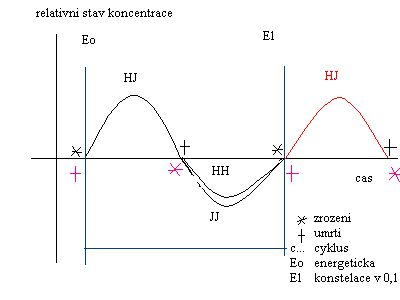 relativni stav koncentrace
Eo
E1
HJ
HJ
HH
JJ
cas
zrozeni
umrti
c... cyklus
Eo energeticka
E1 konstelace v 0,1